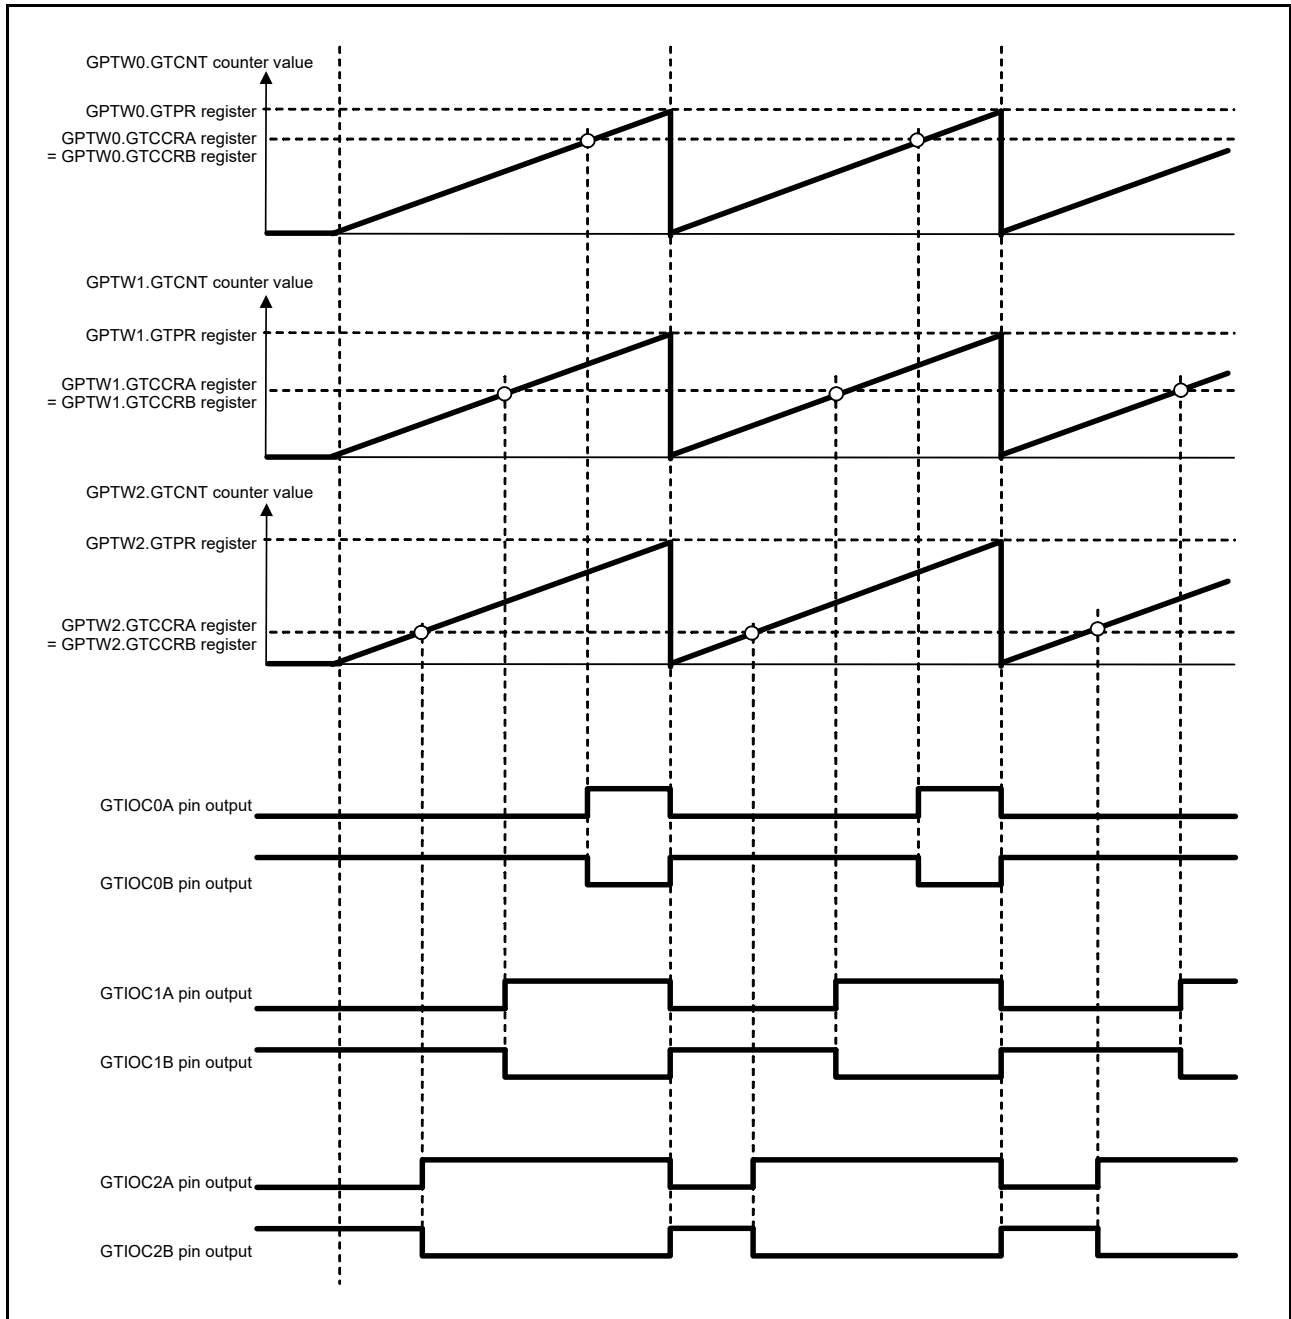 GPTW0.GTCNT counter value
GPTW0.GTPR register
GPTW0.GTCCRA register
= GPTW0.GTCCRB register
GPTW1.GTCNT counter value
GPTW1.GTPR register
GPTW1.GTCCRA register
= GPTW1.GTCCRB register
GPTW2.GTCNT counter value
GPTW2.GTPR register
GPTW2.GTCCRA register
= GPTW2.GTCCRB register
GTIOC0A pin output
GTIOC0B pin output
GTIOC1A pin output
GTIOC1B pin output
GTIOC2A pin output
GTIOC2B pin output